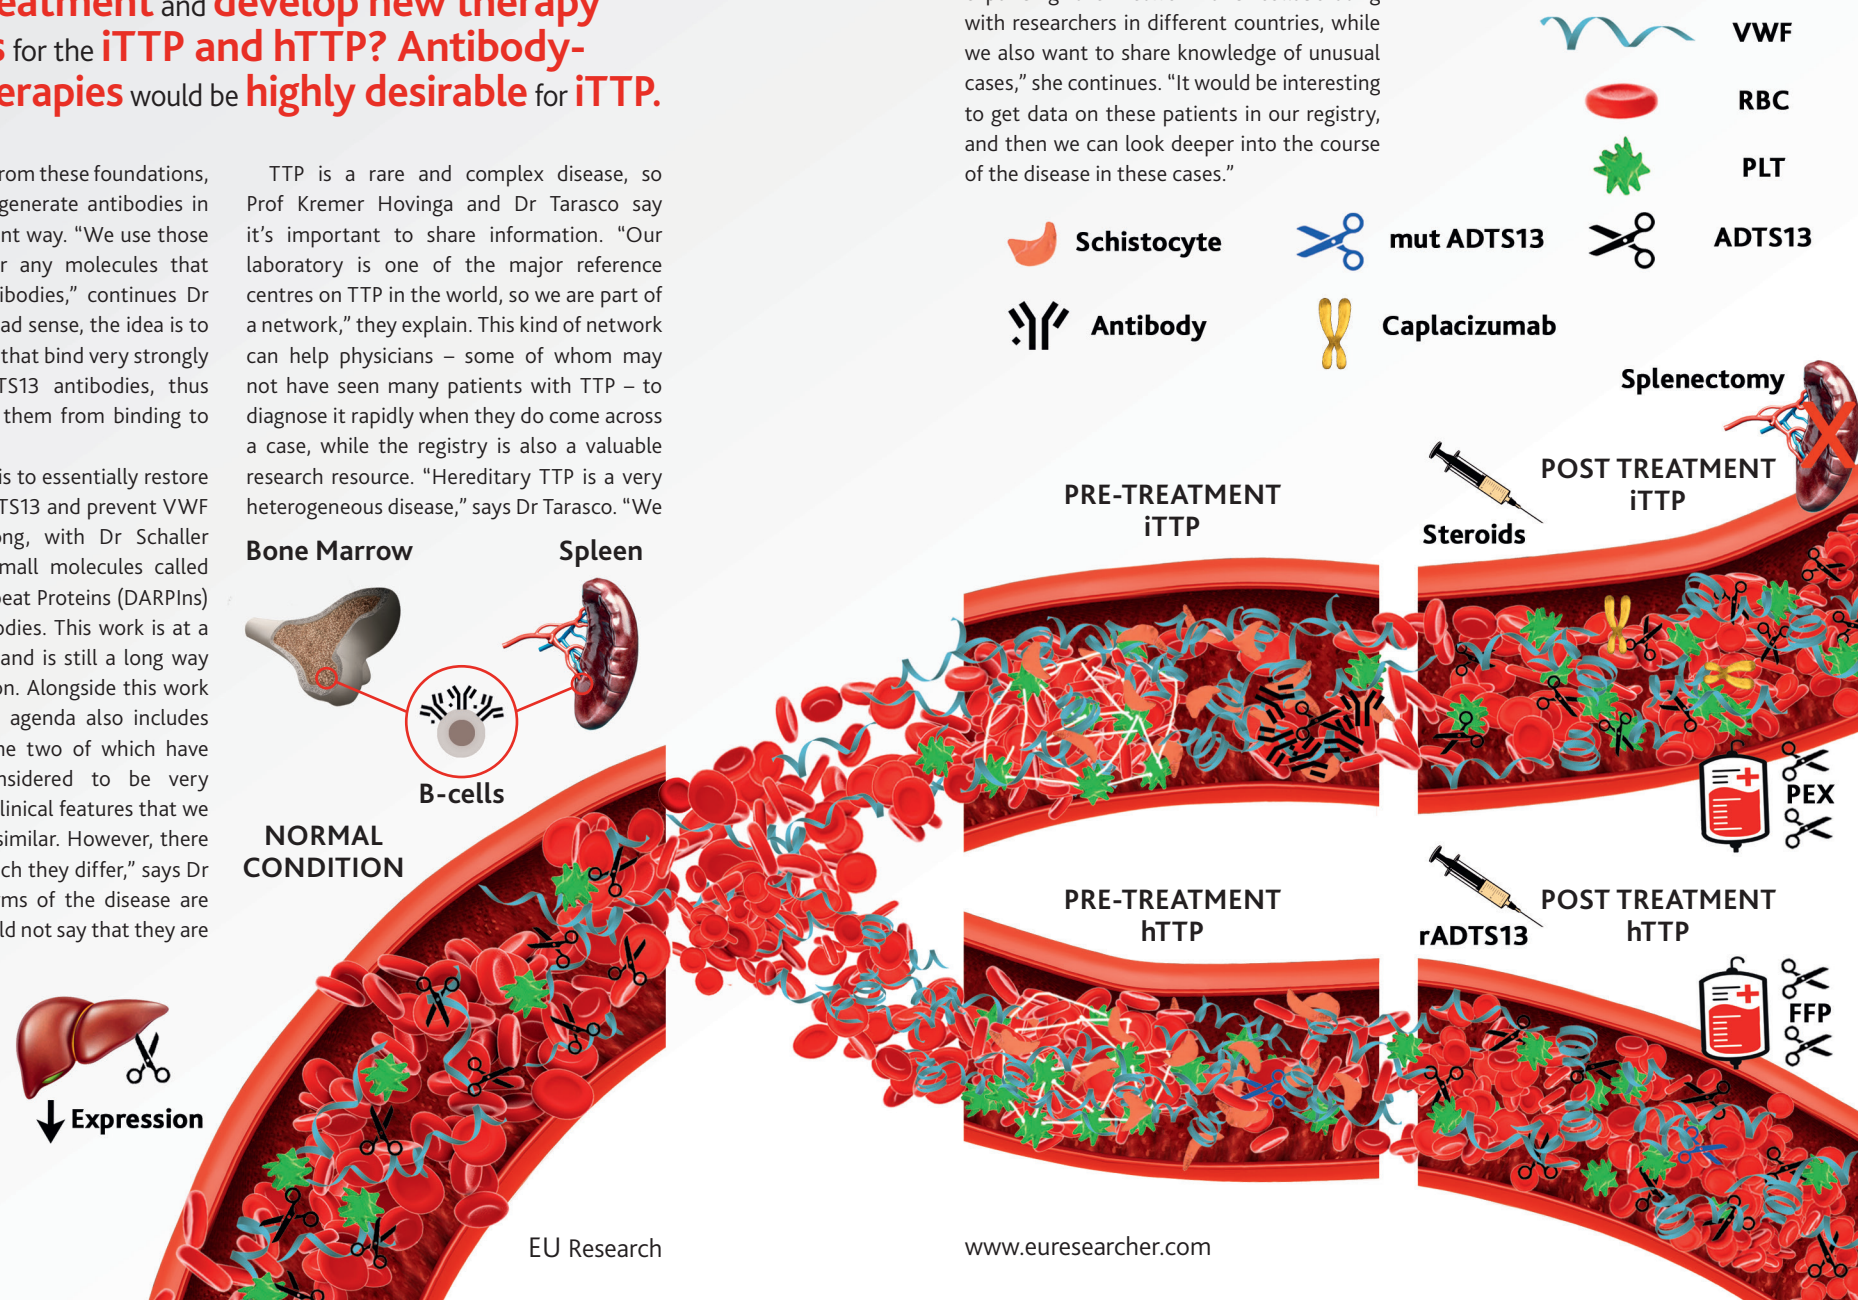 eatment and develop new therapy
s for the iTTP and hTTP? Antibody-
erapies would be highly desirable for iTTP.
rom these foundations,
generate antibodies in
nt way. “We use those
r any molecules that
ibodies,” continues Dr
ad sense, the idea is to
that bind very strongly
TS13 antibodies, thus
them from binding to
is to essentially restore
TS13 and prevent VWF
ong, with Dr Schaller
mall molecules called
peat Proteins (DARPIns)
odies. This work is at a
and is still a long way
on. Alongside this work
agenda also includes
ne two of which have
nsidered to be very
linical features that we
similar. However, there
ch they differ,” says Dr
ms of the disease are
ld not say that they are
TTP is a rare and complex disease, so
Prof Kremer Hovinga and Dr Tarasco say
it’s important to share information. “Our
laboratory is one of the major reference
centres on TTP in the world, so we are part of
a network,” they explain. This kind of network
can help physicians – some of whom may
not have seen many patients with TTP – to
diagnose it rapidly when they do come across
a case, while the registry is also a valuable
research resource. “Hereditary TTP is a very
heterogeneous disease,” says Dr Tarasco. “We
with researchers in different countries, while
we also want to share knowledge of unusual
cases,” she continues. “It would be interesting
to get data on these patients in our registry,
and then we can look deeper into the course
of the disease in these cases.”
VWF
RBC
PLT
Schistocyte
mut ADTS13
ADTS13
Antibody
Caplacizumab
Splenectomy
PRE-TREATMENT
iTTP
Steroids
POST TREATMENT
iTTP
Bone Marrow
Spleen
B-cells
NORMAL
CONDITION
PEX
PRE-TREATMENT
hTTP
rADTS13
POST TREATMENT
hTTP
FFP
Expression
EU Research
www.euresearcher.com